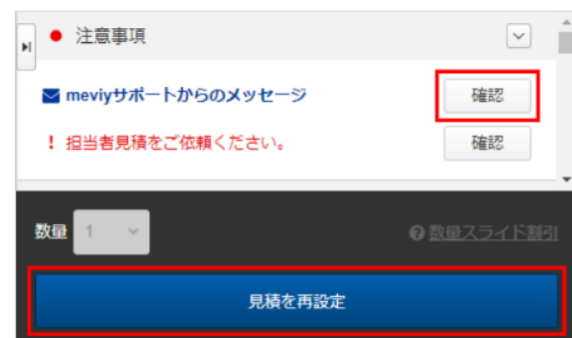 注意事項
meviyサポートからのメッセージ 確認
! 担当者見積をご依頼ください。 確認
数量 1 数量スライド割引
見積を再設定